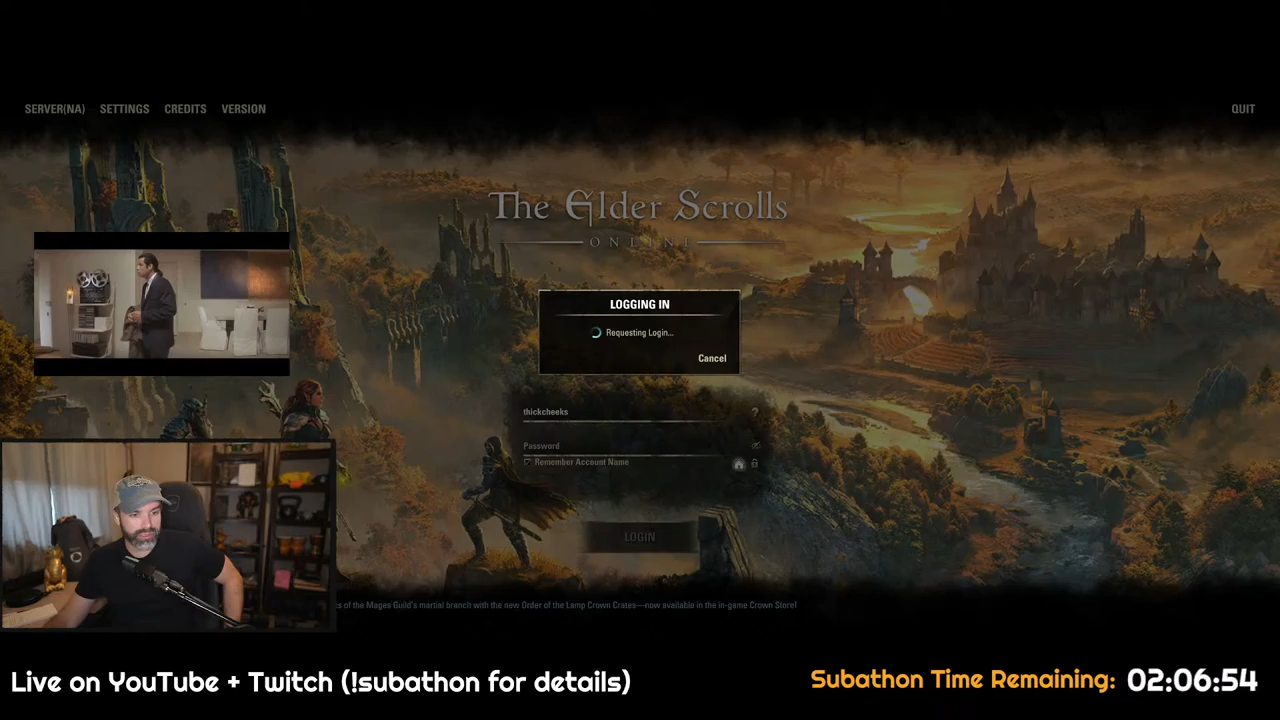 SERVER(NA) SETTINGS CREDITS VERSION QUIT
The Elder Scrolls
ONLINE
LOGGING IN
Requesting Login...
Cancel
thickcheeks ?
Password
Remember Account Name
LOGIN
of the Mages Guild's martial branch with the new Order of the Lamp Crown Crates—now available in the in-game Crown Store!
Live on YouTube + Twitch (!subathon for details)
Subathon Time Remaining: 02:06:54